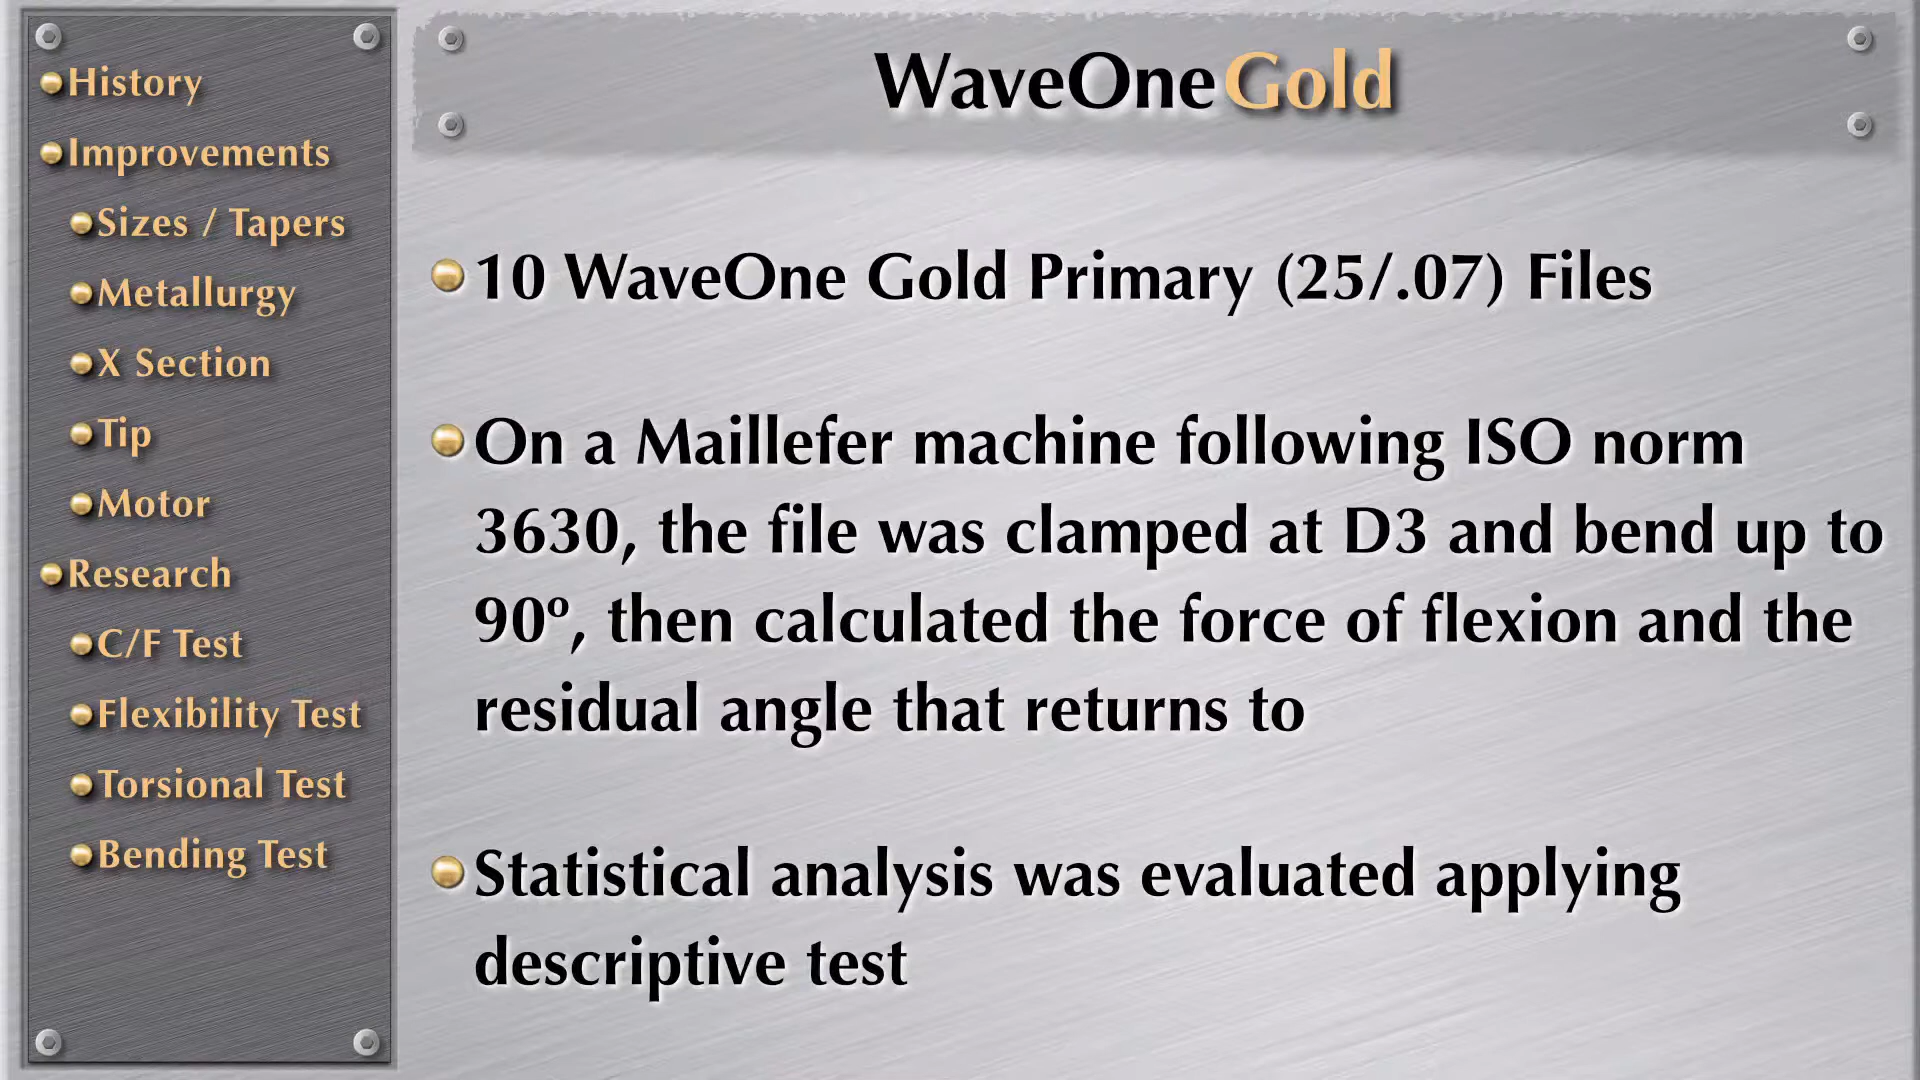 History
Improvements
Sizes / Tapers
Metallurgy
X Section
Tip
Motor
Research
C/F Test
Flexibility Test
Torsional Test
Bending Test
WaveOne Gold
10 WaveOne Gold Primary (25/.07) Files
On a Maillefer machine following ISO norm
3630, the file was clamped at D3 and bend up to
90º, then calculated the force of flexion and the
residual angle that returns to
Statistical analysis was evaluated applying
descriptive test